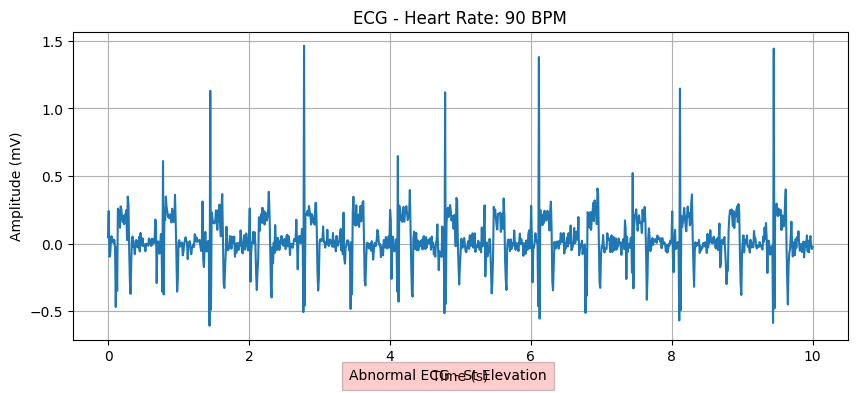 ECG - Heart Rate: 90 BPM
1.5
1.0
0.5
0.0
−0.5
Amplitude (mV)
0 2 4 6 8 10
Time (s)
Abnormal ECG - St Elevation